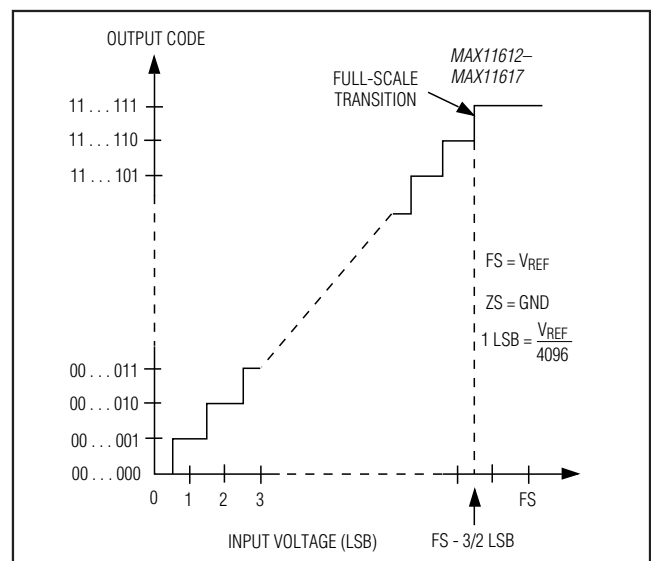 OUTPUT CODE
MAX11612–
MAX11617
FULL-SCALE
TRANSITION
11 . . . 111
11 . . . 110
11 . . . 101
FS = VREF
ZS = GND
1 LSB = VREF
4096
00 . . . 011
00 . . . 010
00 . . . 001
00 . . . 000
0 1 2 3 FS
INPUT VOLTAGE (LSB) FS - 3/2 LSB